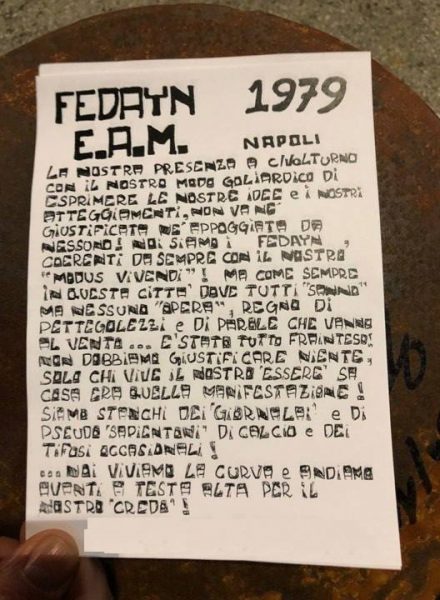 FEDAYN 1979
E.A.M. NAPOLI
LA NOSTRA PRESENZA A C/VOLTURNO
CON IL NOSTRO MODO GOLIARDICO DI
ESPRIMERE LE NOSTRE IDEE e i NOSTRI
ATTEGGIAMENTI, NON VA NE'
GIUSTIFICATA NE' APPOGGIATA DA
NESSUNO! NOI SIAMO i FEDAYN,
COERENTI DA SEMPRE CON IL NOSTRO
"MODUS VIVENDI"! MA COME SEMPRE
IN QUESTA CITTA' DOVE TUTTI "SANNO"
MA NESSUNO "OPERA", REGNO DI
PETTEGOLEZZI e DI PAROLE CHE VANNO
AL VENTO... E' STATO TUTTO FRAINTESO!
NON DOBBIAMO GIUSTIFICARE NIENTE,
SOLO CHI VIVE IL NOSTRO 'ESSERE' SA
COSA ERA QUELLA MANIFESTAZIONE!
SIAMO STANCHI DEI 'GIORNALAI' e DI
PSEUDO 'SAPIENTONI' DI CALCIO e DEI
TIFOSI OCCASIONALI!
...NOI VIVIAMO LA CURVA e ANDIAMO
AVANTI A TESTA ALTA PER IL
NOSTRO 'CREDO'!